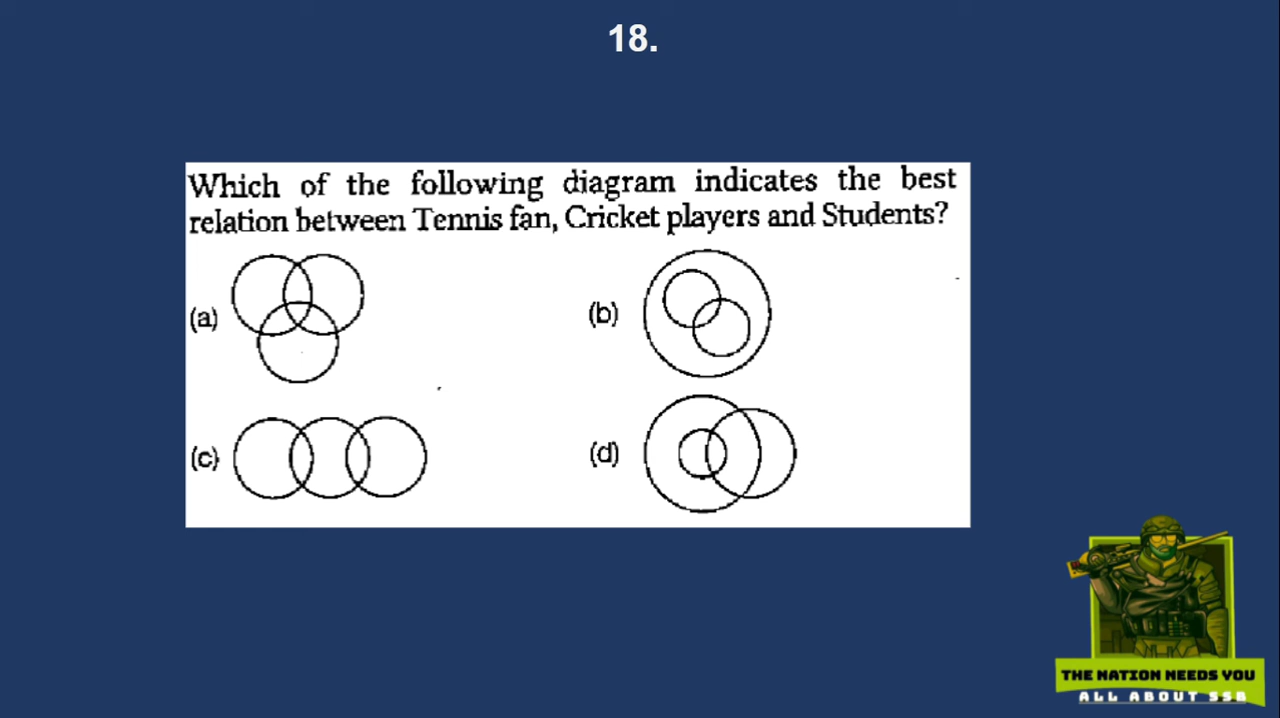 18.
Which of the following diagram indicates the best
relation between Tennis fan, Cricket players and Students?
(a)
(b)
(c)
(d)
THE NATION NEEDS YOU
ALL ABOUT SSB